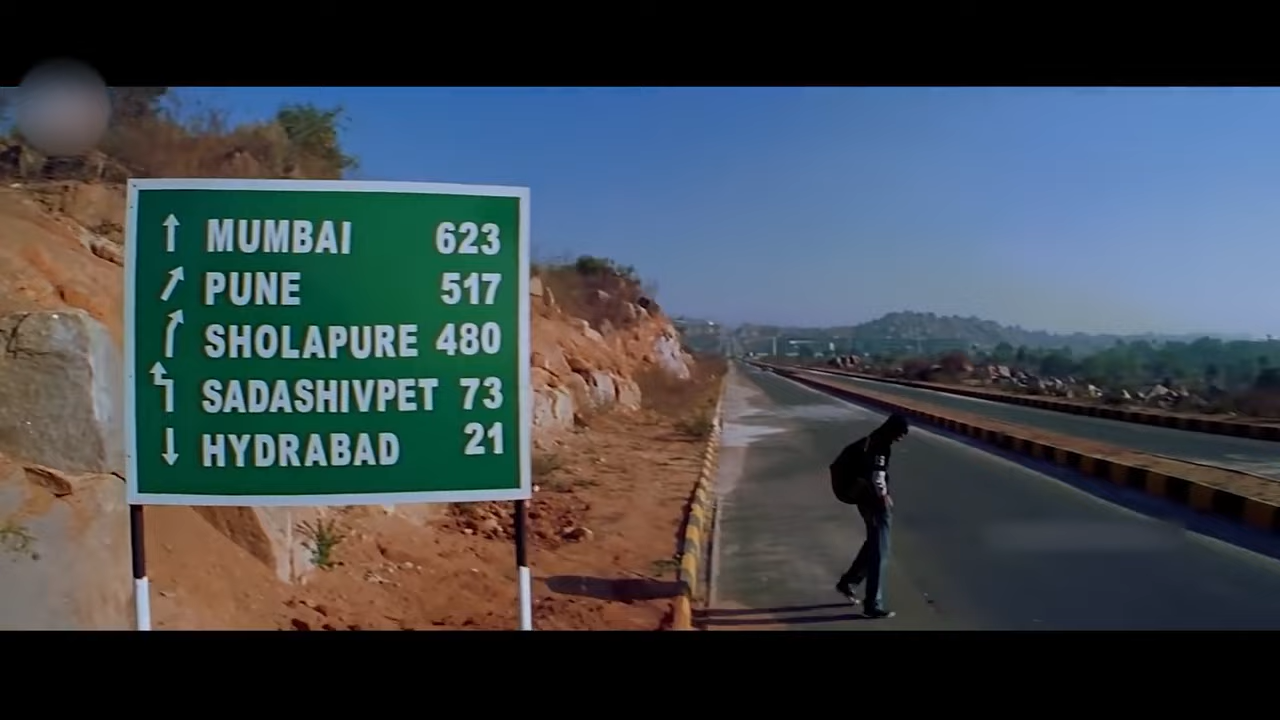 ↑ MUMBAI 623
↗ PUNE 517
↱ SHOLAPURE 480
↰ SADASHIVPET 73
↓ HYDRABAD 21